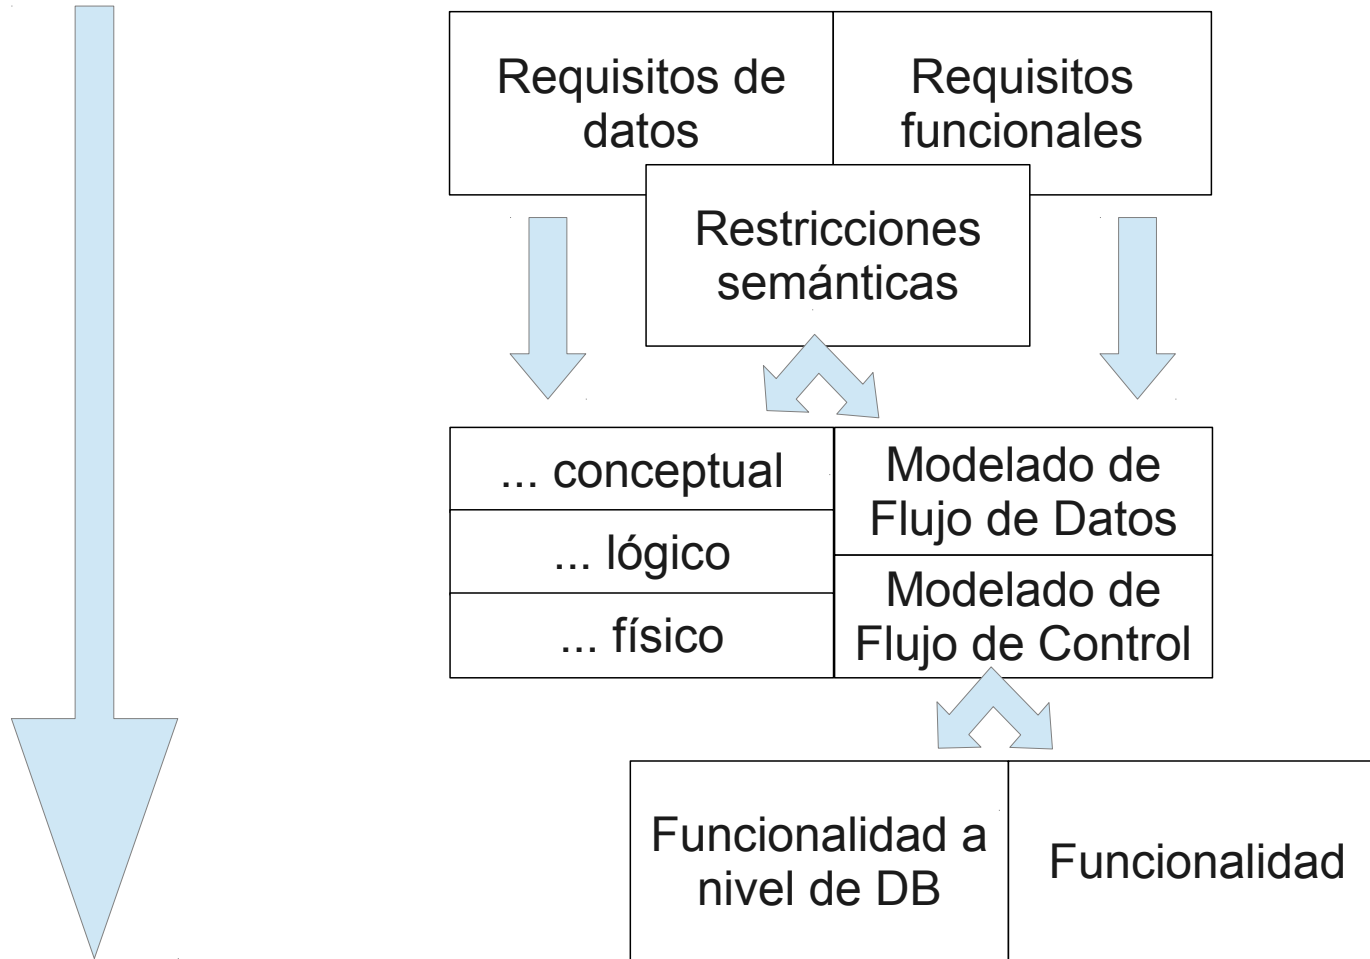 Requisitos de
datos
Requisitos
funcionales
Restricciones
semánticas
... conceptual
... lógico
... físico
Modelado de
Flujo de Datos
Modelado de
Flujo de Control
Funcionalidad a
nivel de DB
Funcionalidad